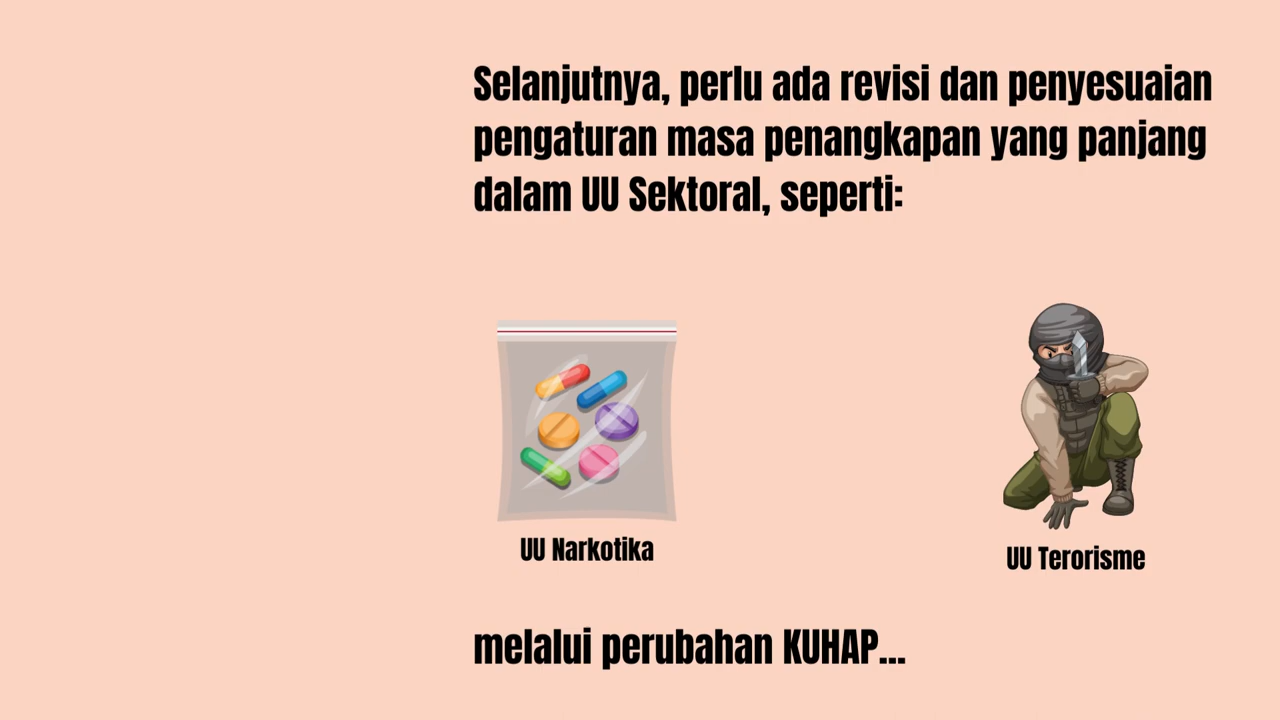 Selanjutnya, perlu ada revisi dan penyesuaian
pengaturan masa penangkapan yang panjang
dalam UU Sektoral, seperti:
UU Narkotika
UU Terorisme
melalui perubahan KUHAP...